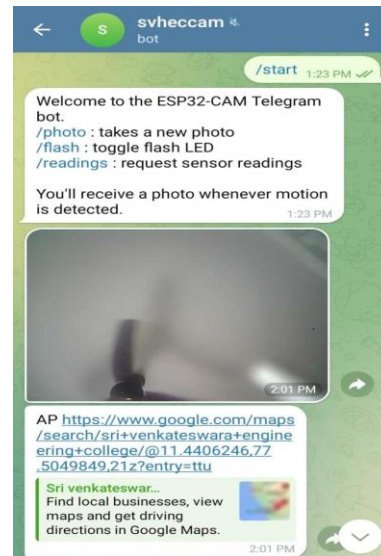 S
svheccam
bot
/start 1:23 PM
Welcome to the ESP32-CAM Telegram
bot.
/photo : takes a new photo
/flash : toggle flash LED
/readings : request sensor readings
You'll receive a photo whenever motion
is detected.
1:23 PM
2:01 PM
AP https://www.google.com/maps
/search/sri+venkateswara+engine
ering+college/@11.4406246,77
.5049849,21z?entry=ttu
Sri venkateswar...
Find local businesses, view
maps and get driving
directions in Google Maps.
2:01 PM